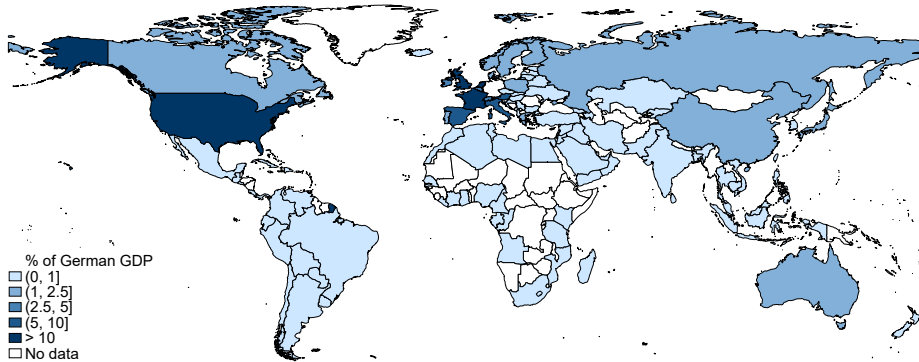 % of German GDP
(0, 1]
(1, 2.5]
(2.5, 5]
(5, 10]
> 10
No data